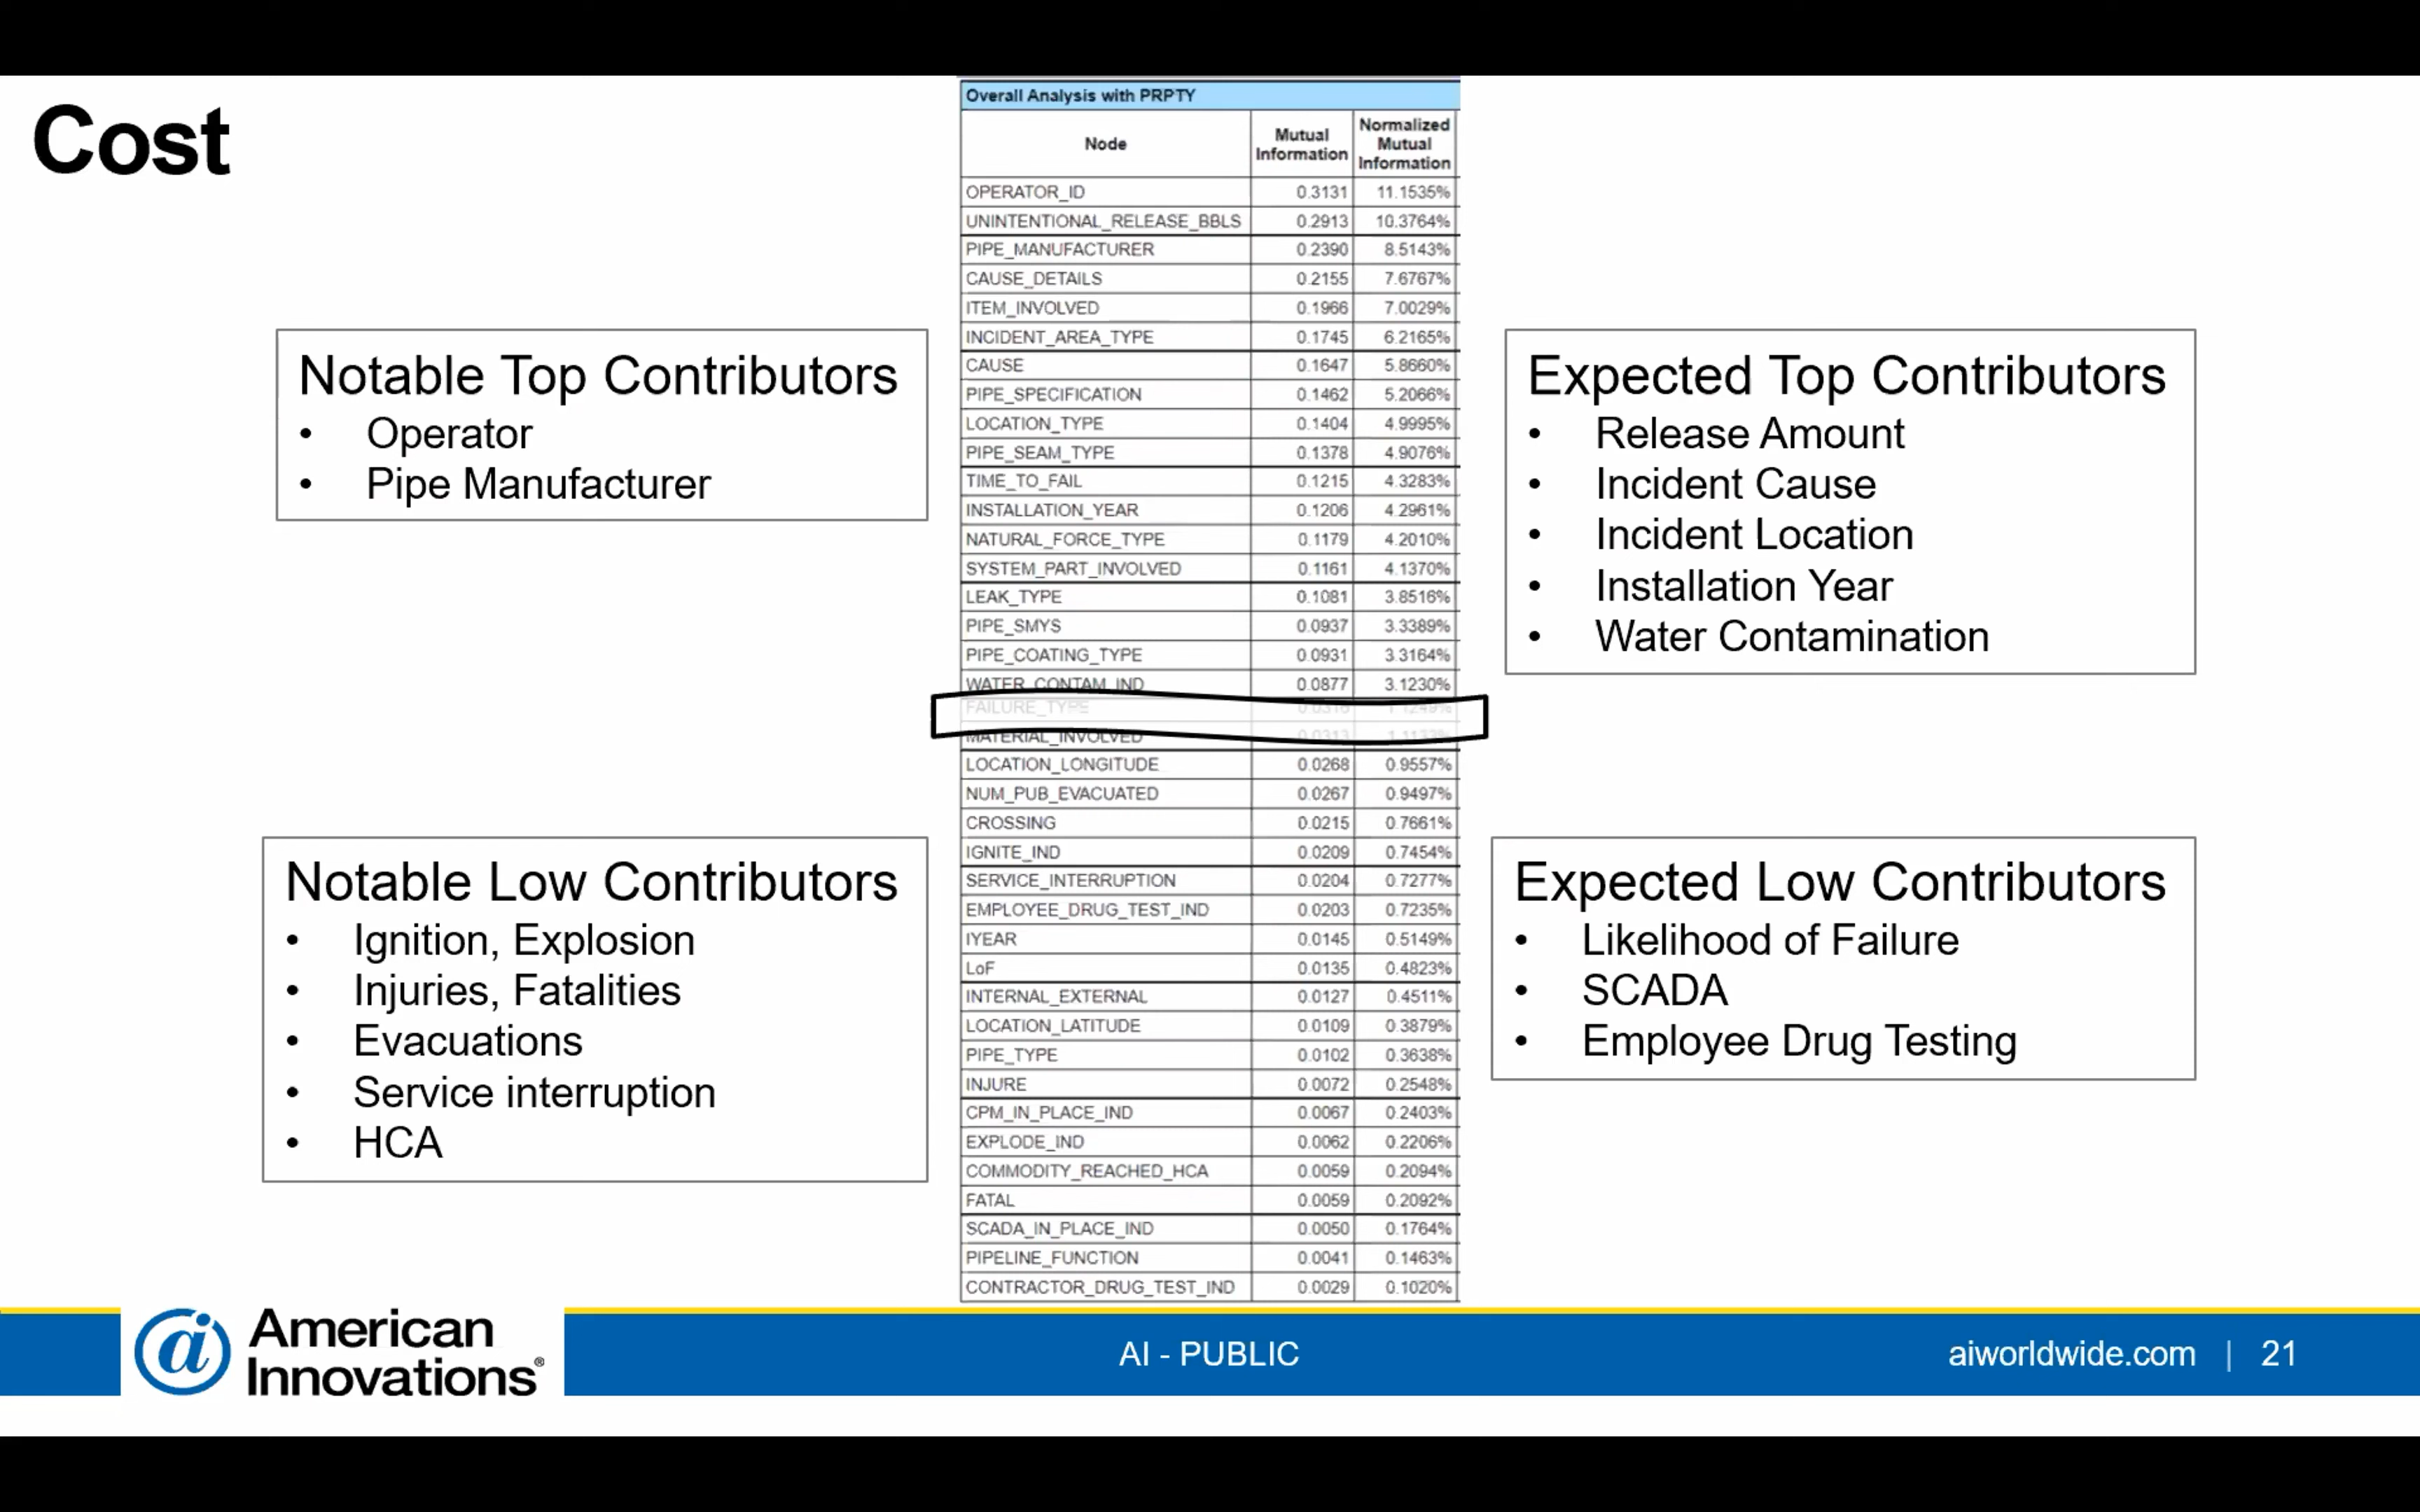 Cost
Overall Analysis with PRPTY
Node | Mutual Information | Normalized Mutual Information
OPERATOR_ID 0.3131 11.1535%
UNINTENTIONAL_RELEASE_BBLS 0.2913 10.3764%
PIPE_MANUFACTURER 0.2390 8.5143%
CAUSE_DETAILS 0.2155 7.6767%
ITEM_INVOLVED 0.1966 7.0029%
INCIDENT_AREA_TYPE 0.1745 6.2165%
CAUSE 0.1647 5.8660%
PIPE_SPECIFICATION 0.1462 5.2066%
LOCATION_TYPE 0.1404 4.9995%
PIPE_SEAM_TYPE 0.1378 4.9076%
TIME_TO_FAIL 0.1215 4.3283%
INSTALLATION_YEAR 0.1206 4.2961%
NATURAL_FORCE_TYPE 0.1179 4.2010%
SYSTEM_PART_INVOLVED 0.1161 4.1370%
LEAK_TYPE 0.1081 3.8516%
PIPE_SMYS 0.0937 3.3389%
PIPE_COATING_TYPE 0.0931 3.3164%
WATER_CONTAM_IND 0.0877 3.1230%
FAILURE_TYPE
MATERIAL_INVOLVED
LOCATION_LONGITUDE 0.0268 0.9557%
NUM_PUB_EVACUATED 0.0267 0.9497%
CROSSING 0.0215 0.7661%
IGNITE_IND 0.0209 0.7454%
SERVICE_INTERRUPTION 0.0204 0.7277%
EMPLOYEE_DRUG_TEST_IND 0.0203 0.7235%
IYEAR 0.0145 0.5149%
LoF 0.0135 0.4823%
INTERNAL_EXTERNAL 0.0127 0.4511%
LOCATION_LATITUDE 0.0109 0.3879%
PIPE_TYPE 0.0102 0.3638%
INJURE 0.0072 0.2548%
CPM_IN_PLACE_IND 0.0067 0.2403%
EXPLODE_IND 0.0062 0.2206%
COMMODITY_REACHED_HCA 0.0059 0.2094%
FATAL 0.0059 0.2092%
SCADA_IN_PLACE_IND 0.0050 0.1764%
PIPELINE_FUNCTION 0.0041 0.1463%
CONTRACTOR_DRUG_TEST_IND 0.0029 0.1020%
Notable Top Contributors
• Operator
• Pipe Manufacturer
Expected Top Contributors
• Release Amount
• Incident Cause
• Incident Location
• Installation Year
• Water Contamination
Notable Low Contributors
• Ignition, Explosion
• Injuries, Fatalities
• Evacuations
• Service interruption
• HCA
Expected Low Contributors
• Likelihood of Failure
• SCADA
• Employee Drug Testing
American
Innovations®
AI - PUBLIC
aiworldwide.com | 21